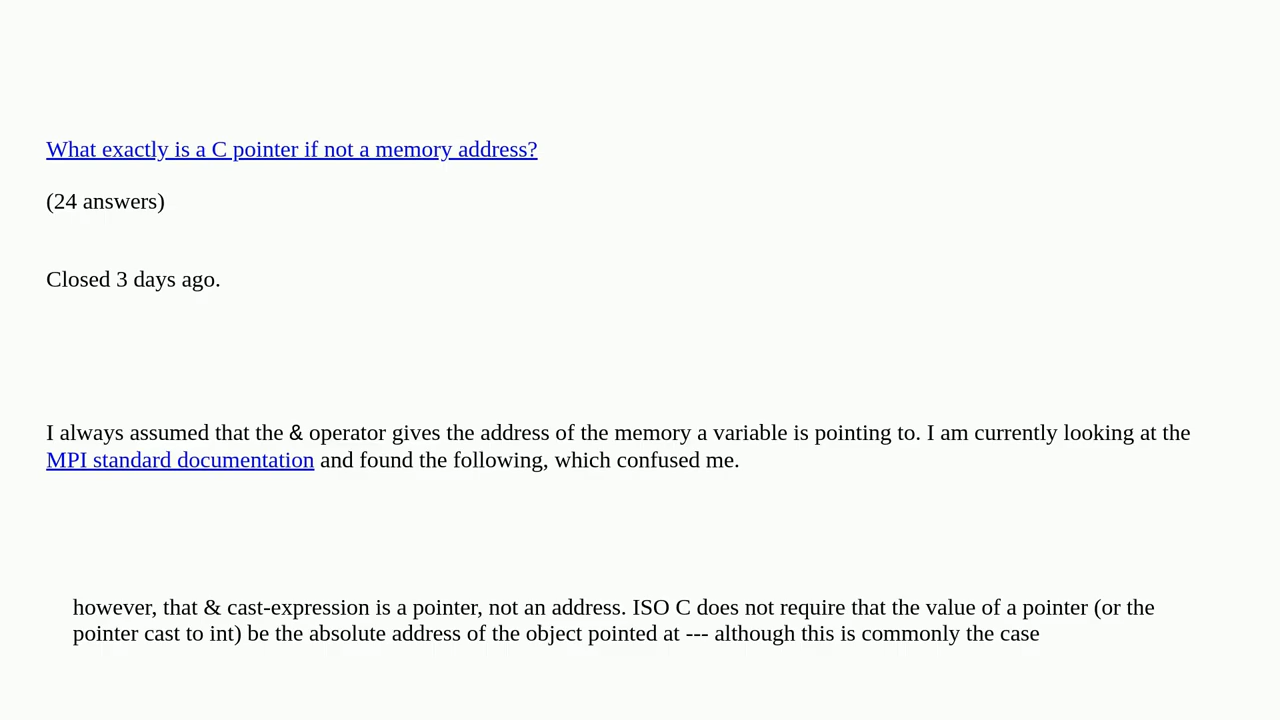 What exactly is a C pointer if not a memory address?
(24 answers)
Closed 3 days ago.
I always assumed that the & operator gives the address of the memory a variable is pointing to. I am currently looking at the
MPI standard documentation and found the following, which confused me.
however, that & cast-expression is a pointer, not an address. ISO C does not require that the value of a pointer (or the
pointer cast to int) be the absolute address of the object pointed at --- although this is commonly the case